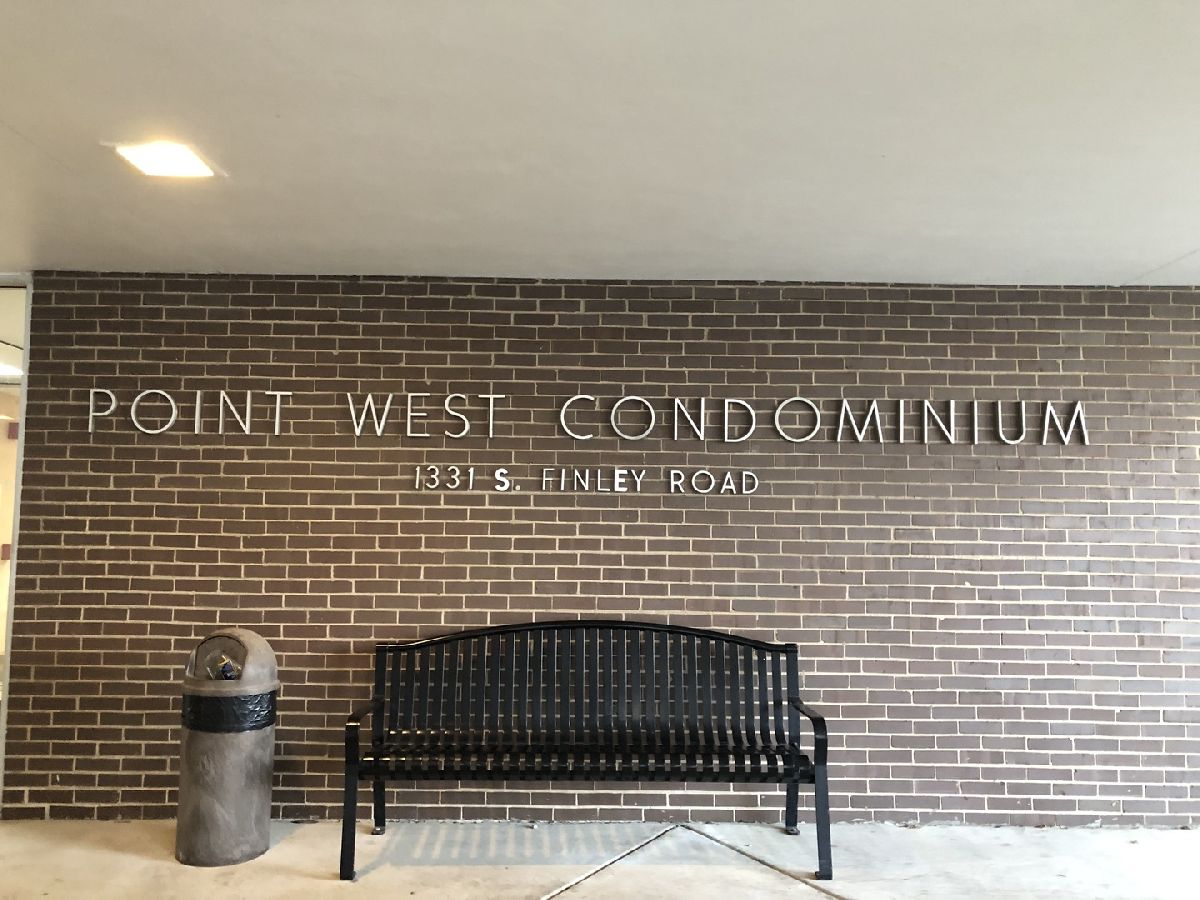 POINT WEST CONDOMINIUM
1331 S. FINLEY ROAD